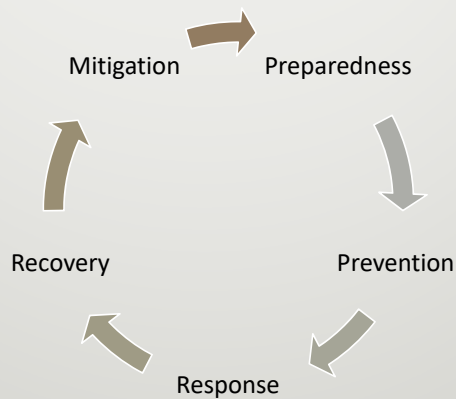 Mitigation
Preparedness
Recovery
Prevention
Response